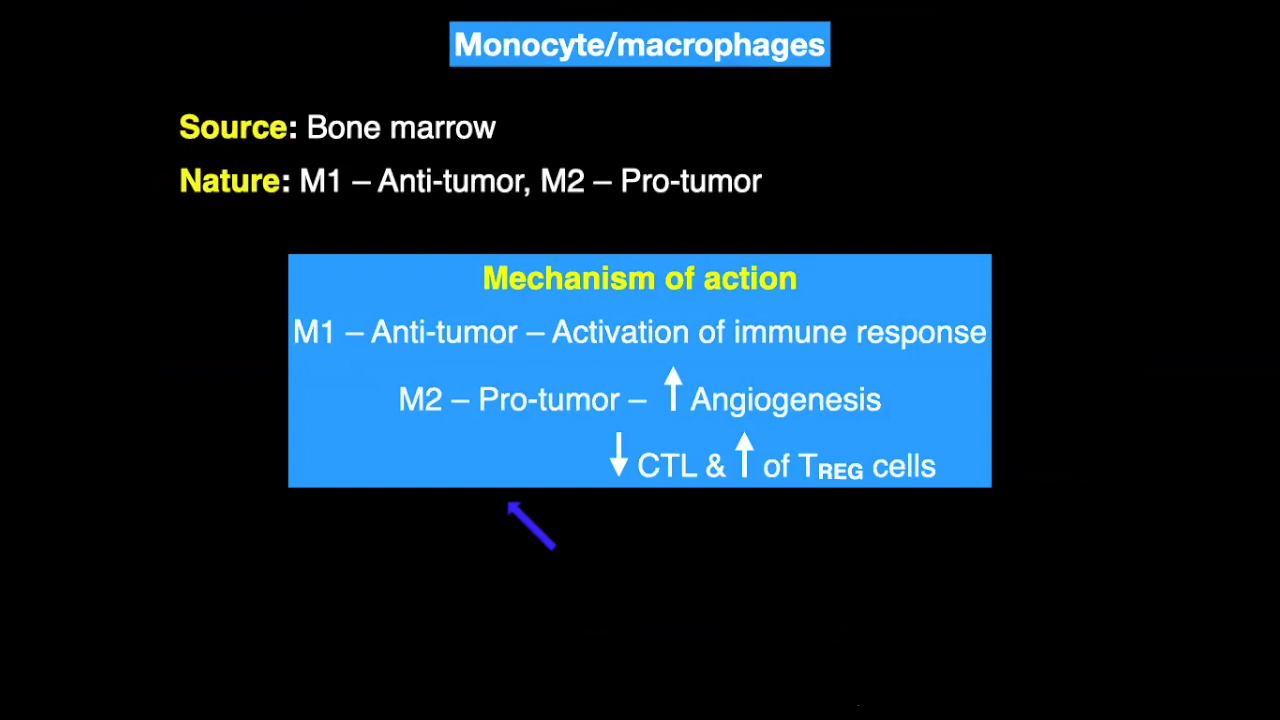 Monocyte/macrophages
Source: Bone marrow
Nature: M1 – Anti-tumor, M2 – Pro-tumor
Mechanism of action
M1 – Anti-tumor – Activation of immune response
M2 – Pro-tumor – ↑ Angiogenesis
↓ CTL & ↑ of TREG cells